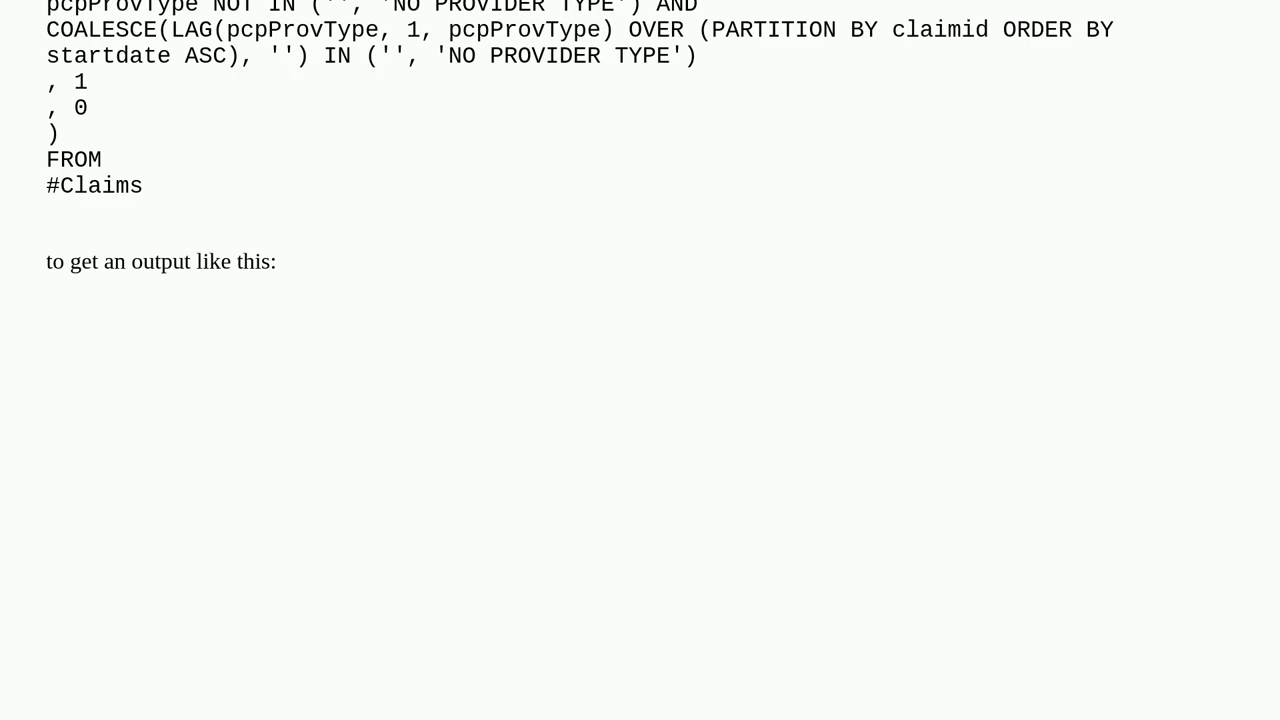 pcpProvType NOT IN ('', 'NO PROVIDER TYPE') AND
COALESCE(LAG(pcpProvType, 1, pcpProvType) OVER (PARTITION BY claimid ORDER BY
startdate ASC), '') IN ('', 'NO PROVIDER TYPE')
, 1
, 0
)
FROM
#Claims
to get an output like this: